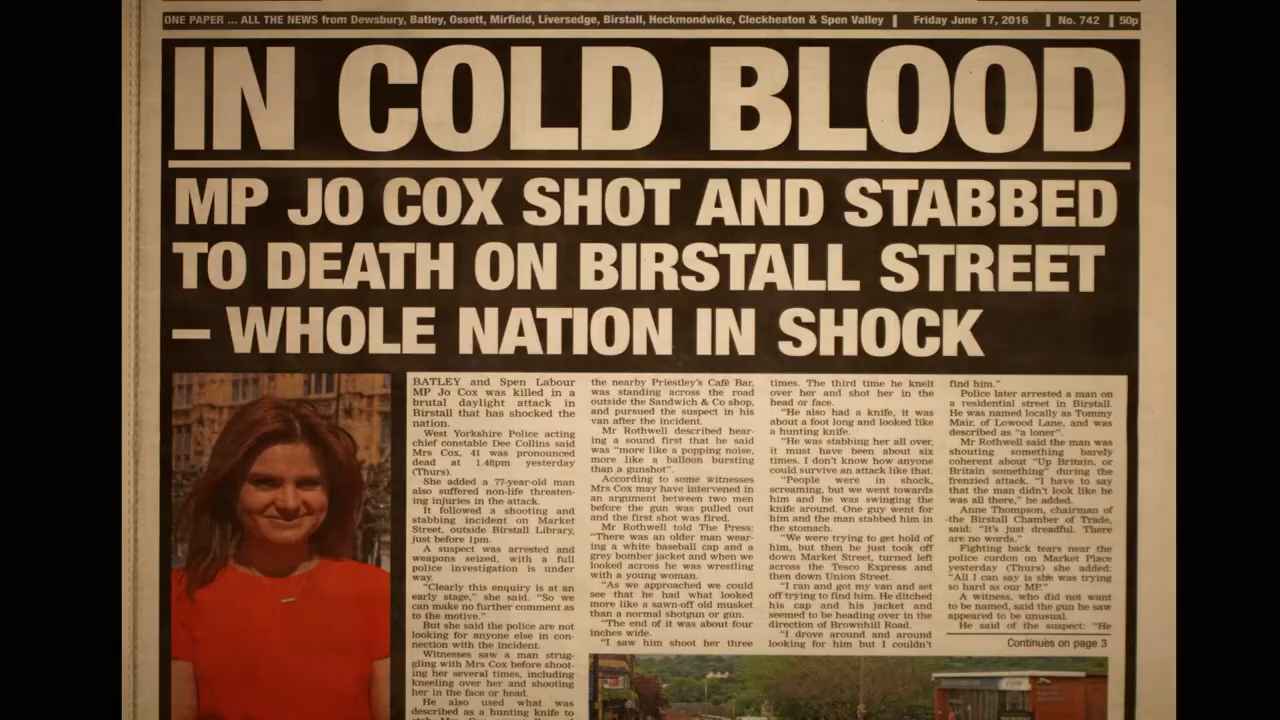 ONE PAPER ... ALL THE NEWS from Dewsbury, Batley, Ossett, Mirfield, Liversedge, Birstall, Heckmondwike, Cleckheaton & Spen Valley | Friday June 17, 2016 | No. 742 | 50p
IN COLD BLOOD
MP JO COX SHOT AND STABBED
TO DEATH ON BIRSTALL STREET
– WHOLE NATION IN SHOCK
BATLEY and Spen Labour
MP Jo Cox was killed in a
brutal daylight attack in
Birstall that has shocked the
nation.
West Yorkshire Police acting
chief constable Dee Collins said
Mrs Cox, 41 was pronounced
dead at 1.48pm yesterday
(Thurs).
She added a 77-year-old man
also suffered non-life threaten-
ing injuries in the attack.
It followed a shooting and
stabbing incident on Market
Street, outside Birstall Library,
just before 1pm.
A suspect was arrested and
weapons seized, with a full
police investigation is under
way.
"Clearly this enquiry is at an
early stage," she said. "So we
can make no further comment as
to the motive."
But she said the police are not
looking for anyone else in con-
nection with the incident.
Witnesses saw a man strug-
gling with Mrs Cox before shoot-
ing her several times, including
kneeling over her and shooting
her in the face or head.
He also used what was
described as a hunting knife to
the nearby Priestley's Café Bar,
was standing across the road
outside the Sandwich & Co shop,
and pursued the suspect in his
van after the incident.
Mr Rothwell described hear-
ing a sound first that he said
was "more like a popping noise,
more like a balloon bursting
than a gunshot".
According to some witnesses
Mrs Cox may have intervened in
an argument between two men
before the gun was pulled out
and the first shot was fired.
Mr Rothwell told The Press:
"There was an older man wear-
ing a white baseball cap and a
grey bomber jacket and when we
looked across he was wrestling
with a young woman.
"As we approached we could
see that he had what looked
more like a sawn-off old musket
than a normal shotgun or gun.
"The end of it was about four
inches wide.
"I saw him shoot her three
times. The third time he knelt
over her and shot her in the
head or face.
"He also had a knife, it was
about a foot long and looked like
a hunting knife.
"He was stabbing her all over,
it must have been about six
times. I don't know how anyone
could survive an attack like that.
"People were in shock,
screaming, but we went towards
him and he was swinging the
knife around. One guy went for
him and the man stabbed him in
the stomach.
"We were trying to get hold of
him, but then he just took off
down Market Street, turned left
across the Tesco Express and
then down Union Street.
"I ran and got my van and set
off trying to find him. He ditched
his cap and his jacket and
seemed to be heading over in the
direction of Brownhill Road.
"I drove around and around
looking for him but I couldn't
find him."
Police later arrested a man on
a residential street in Birstall.
He was named locally as Tommy
Mair, of Lowood Lane, and was
described as "a loner".
Mr Rothwell said the man was
shouting something barely
coherent about "Up Britain, or
Britain something" during the
frenzied attack. "I have to say
that the man didn't look like he
was all there," he added.
Anne Thompson, chairman of
the Birstall Chamber of Trade,
said: "It's just dreadful. There
are no words."
Fighting back tears near the
police cordon on Market Place
yesterday (Thurs) she added:
"All I can say is she was trying
so hard as our MP."
A witness, who did not want
to be named, said the gun he saw
appeared to be unusual.
He said of the suspect: "He
Continues on page 3